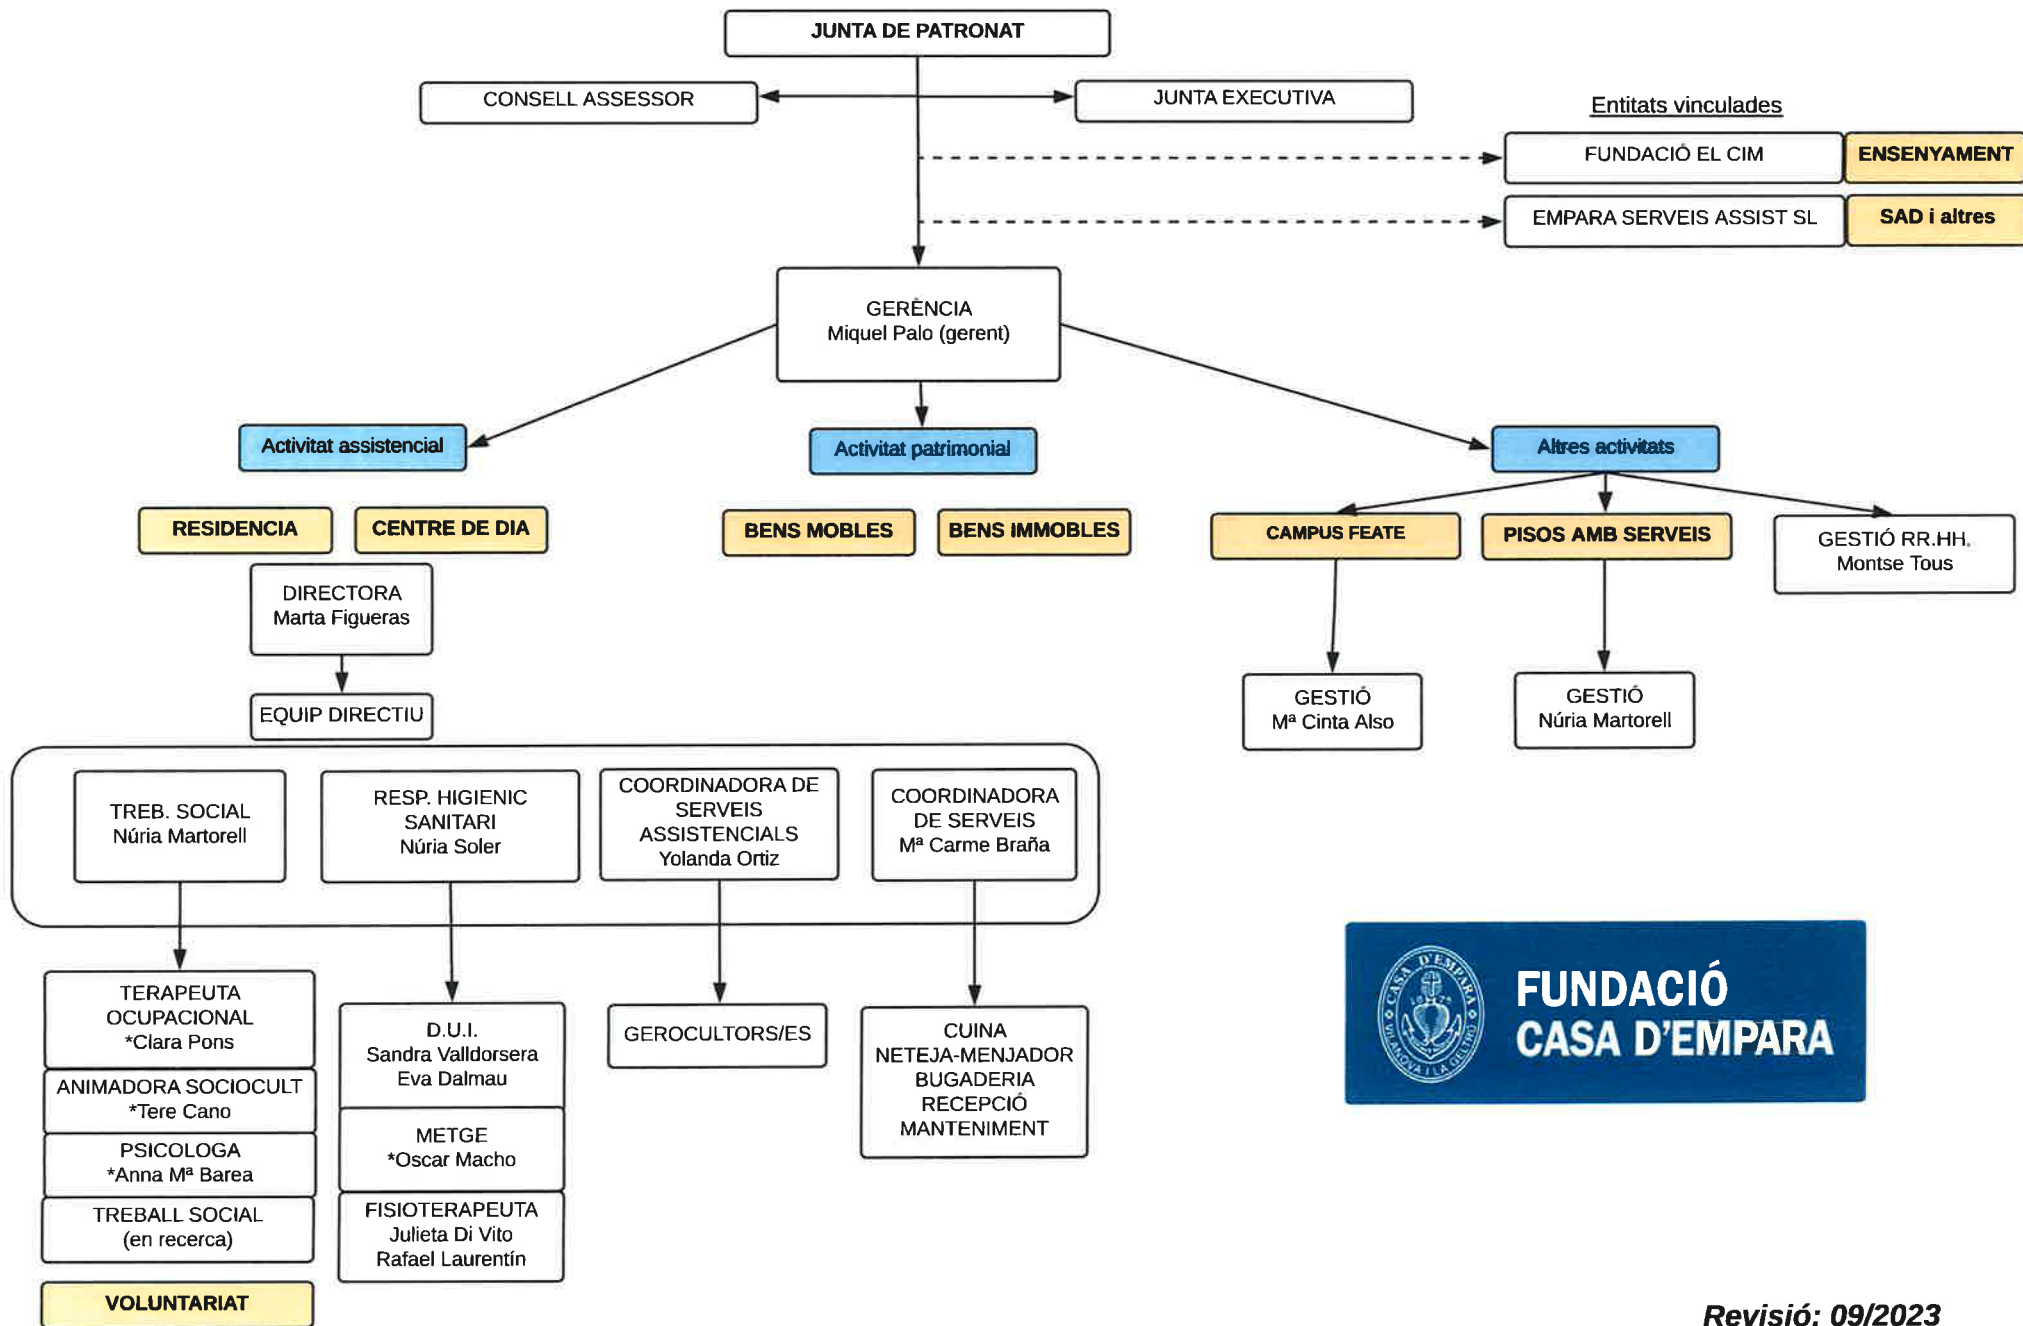 JUNTA DE PATRONAT
CONSELL ASSESSOR
JUNTA EXECUTIVA
Entitats vinculades
FUNDACIÓ EL CIM
ENSENYAMENT
EMPARA SERVEIS ASSIST SL
SAD i altres
GERÈNCIA
Miquel Palo (gerent)
Activitat assistencial
Activitat patrimonial
Altres activitats
RESIDENCIA
CENTRE DE DIA
BENS MOBLES
BENS IMMOBLES
CAMPUS FEATE
PISOS AMB SERVEIS
GESTIÓ RR.HH.
Montse Tous
DIRECTORA
Marta Figueras
EQUIP DIRECTIU
GESTIÓ
Mª Cinta Also
GESTIÓ
Núria Martorell
TREB. SOCIAL
Núria Martorell
RESP. HIGIENIC
SANITARI
Núria Soler
COORDINADORA DE
SERVEIS
ASSISTENCIALS
Yolanda Ortiz
COORDINADORA
DE SERVEIS
Mª Carme Braña
TERAPEUTA
OCUPACIONAL
*Clara Pons
ANIMADORA SOCIOCULT
*Tere Cano
PSICOLOGA
*Anna Mª Barea
TREBALL SOCIAL
(en recerca)
VOLUNTARIAT
D.U.I.
Sandra Valldorsera
Eva Dalmau
METGE
*Oscar Macho
FISIOTERAPEUTA
Julieta Di Vito
Rafael Laurentín
GEROCULTORS/ES
CUINA
NETEJA-MENJADOR
BUGADERIA
RECEPCIÓ
MANTENIMENT
CASA D'EMPARA
VILANOVA I LA GELTRÚ
FUNDACIÓ
CASA D'EMPARA
Revisió: 09/2023